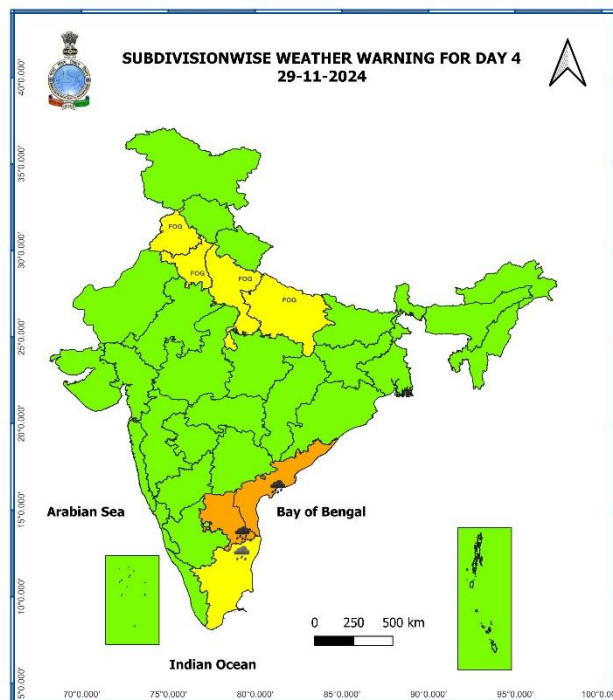 SUBDIVISIONWISE WEATHER WARNING FOR DAY 4
29-11-2024
40°0.000'
35°0.000'
30°0.000'
25°0.000'
20°0.000'
15°0.000'
10°0.000'
5°0.000'
FOG
FOG
FOG
FOG
Arabian Sea
Bay of Bengal
0 250 500 km
Indian Ocean
70°0.000' 75°0.000' 80°0.000' 85°0.000' 90°0.000' 95°0.000' 100°0.0